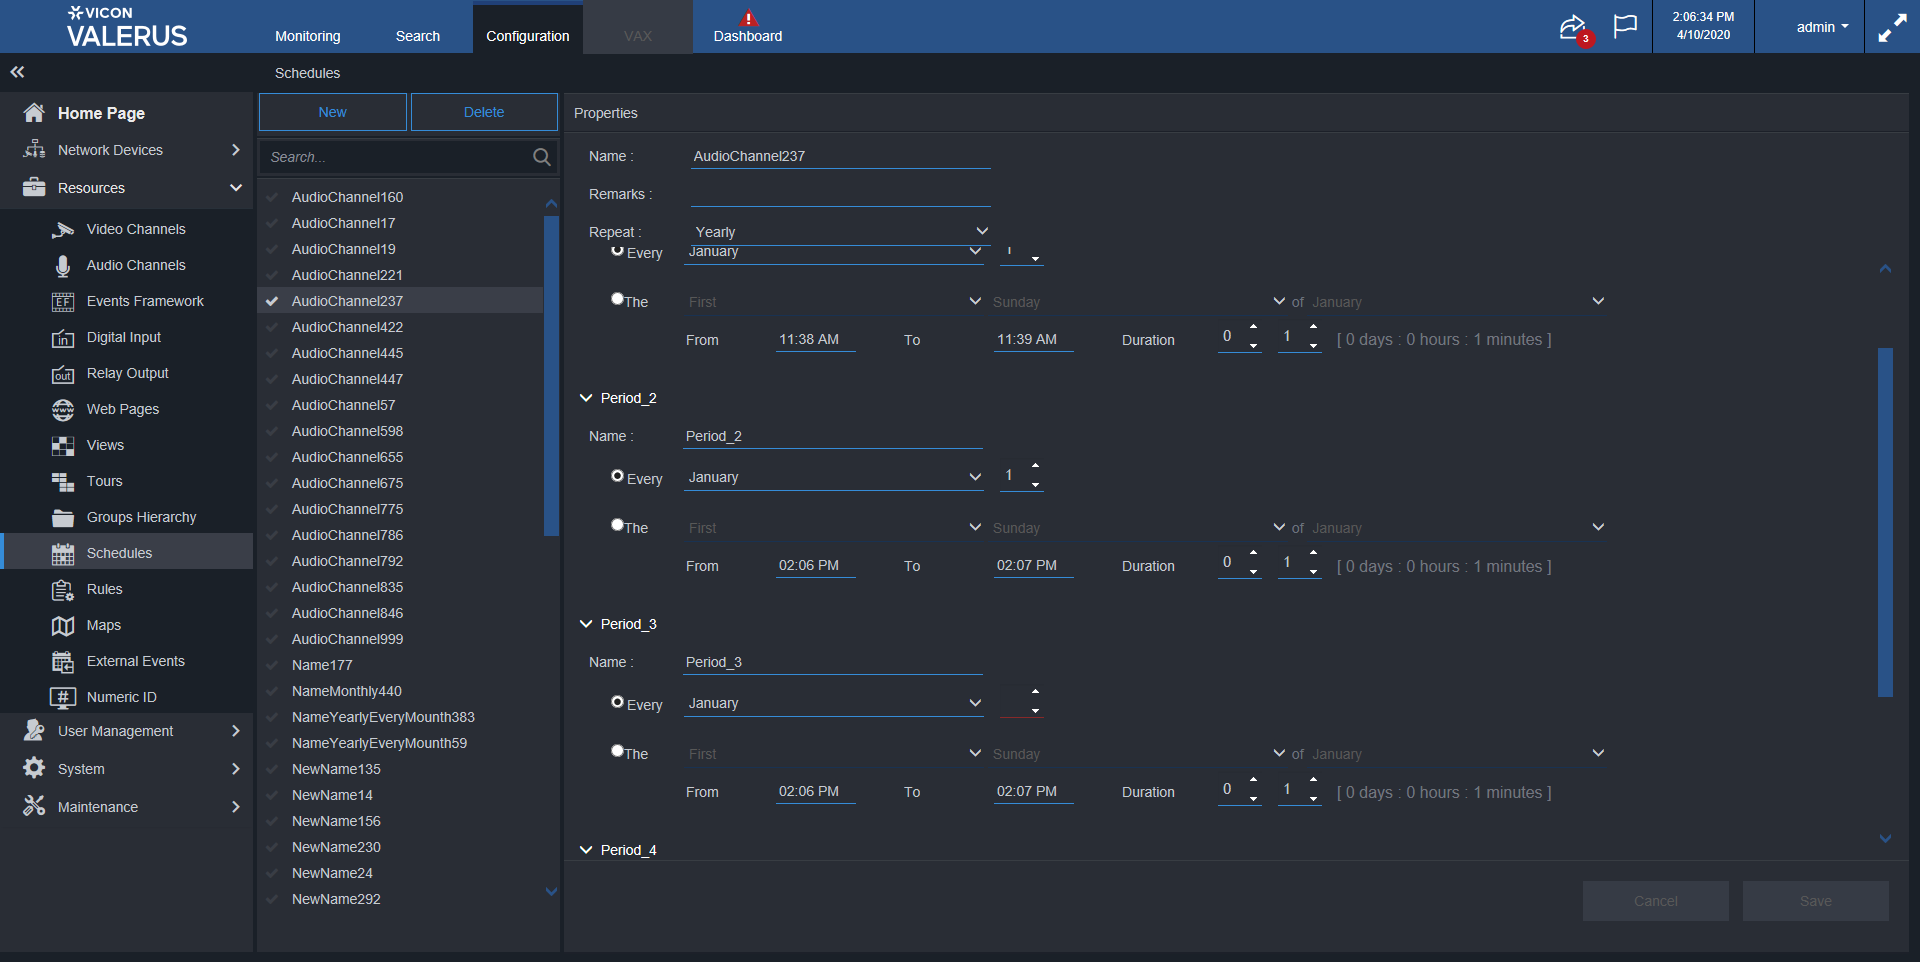 VICON
VALERUS
Monitoring
Search
Configuration
VAX
Dashboard
3
2:06:34 PM
4/10/2020
admin
Schedules
Home Page
Network Devices
Resources
Video Channels
Audio Channels
EF
Events Framework
in
Digital Input
out
Relay Output
www
Web Pages
Views
Tours
Groups Hierarchy
Schedules
Rules
Maps
External Events
#
Numeric ID
User Management
System
Maintenance
New
Delete
Search...
AudioChannel160
AudioChannel17
AudioChannel19
AudioChannel221
AudioChannel237
AudioChannel422
AudioChannel445
AudioChannel447
AudioChannel57
AudioChannel598
AudioChannel655
AudioChannel675
AudioChannel775
AudioChannel786
AudioChannel792
AudioChannel835
AudioChannel846
AudioChannel999
Name177
NameMonthly440
NameYearlyEveryMounth383
NameYearlyEveryMounth59
NewName135
NewName14
NewName156
NewName230
NewName24
NewName292
Properties
Name : AudioChannel237
Remarks :
Repeat : Yearly
Every January 1
The First Sunday of January
From 11:38 AM To 11:39 AM Duration 0 1 [ 0 days : 0 hours : 1 minutes ]
Period_2
Name : Period_2
Every January 1
The First Sunday of January
From 02:06 PM To 02:07 PM Duration 0 1 [ 0 days : 0 hours : 1 minutes ]
Period_3
Name : Period_3
Every January
The First Sunday of January
From 02:06 PM To 02:07 PM Duration 0 1 [ 0 days : 0 hours : 1 minutes ]
Period_4
Cancel
Save